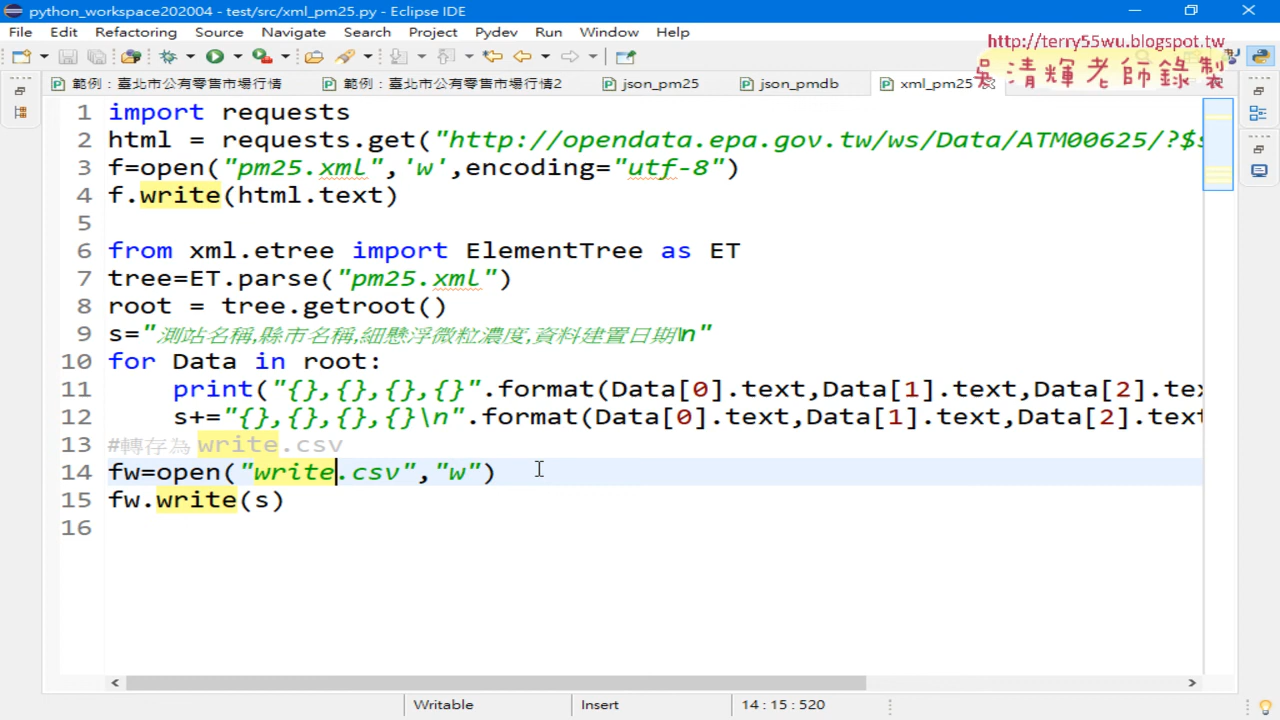 python_workspace202004 - test/src/xml_pm25.py - Eclipse IDE
File Edit Refactoring Source Navigate Search Project Pydev Run Window Help
http://terry55wu.blogspot.tw
吳清輝老師錄製
範例：臺北市公有零售市場行情 範例：臺北市公有零售市場行情2 json_pm25 json_pmdb xml_pm25
1 import requests
2 html = requests.get("http://opendata.epa.gov.tw/ws/Data/ATM00625/?$s
3 f=open("pm25.xml",'w',encoding="utf-8")
4 f.write(html.text)
5
6 from xml.etree import ElementTree as ET
7 tree=ET.parse("pm25.xml")
8 root = tree.getroot()
9 s="測站名稱,縣市名稱,細懸浮微粒濃度,資料建置日期\n"
10 for Data in root:
11 print("{},{},{},{}".format(Data[0].text,Data[1].text,Data[2].tex
12 s+="{},{},{},{}\n".format(Data[0].text,Data[1].text,Data[2].text
13 #轉存為 write.csv
14 fw=open("write.csv","w")
15 fw.write(s)
16
Writable Insert 14 : 15 : 520